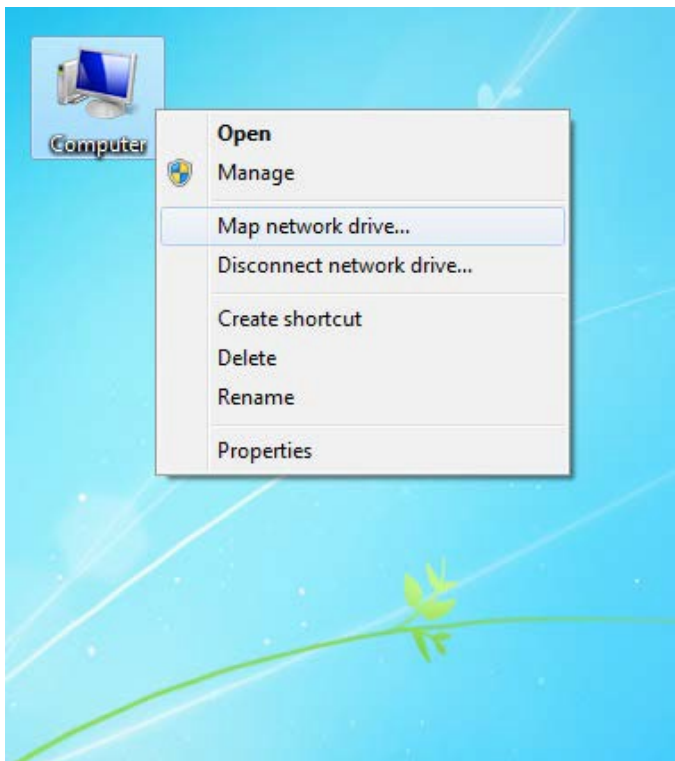 Computer
Open
Manage
Map network drive...
Disconnect network drive...
Create shortcut
Delete
Rename
Properties